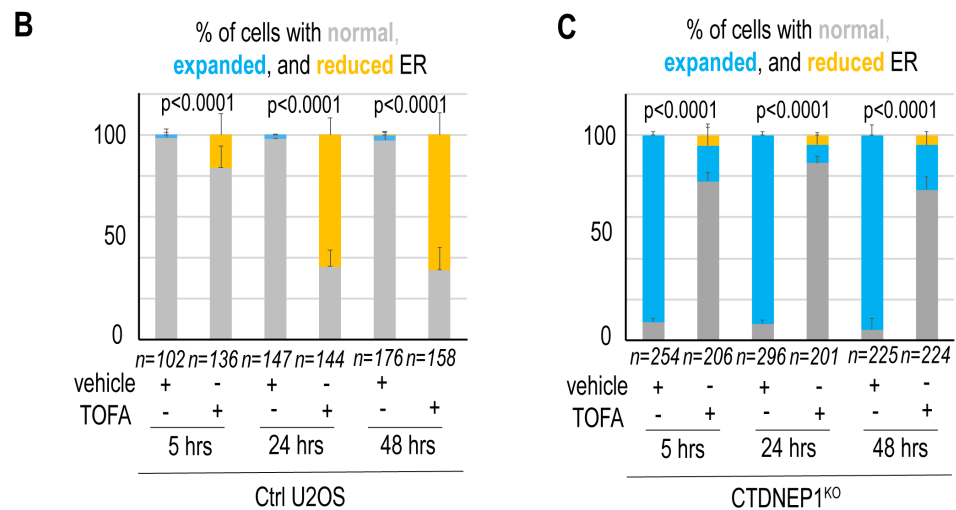 B
% of cells with normal,
expanded, and reduced ER
p<0.0001 p<0.0001 p<0.0001
100
50
0
n=102 n=136 n=147 n=144 n=176 n=158
vehicle + - + - + -
TOFA - + - + - +
5 hrs 24 hrs 48 hrs
Ctrl U2OS
C
% of cells with normal,
expanded, and reduced ER
p<0.0001 p<0.0001 p<0.0001
100
50
0
n=254 n=206 n=296 n=201 n=225 n=224
vehicle + - + - + -
TOFA - + - + - +
5 hrs 24 hrs 48 hrs
CTDNEP1KO